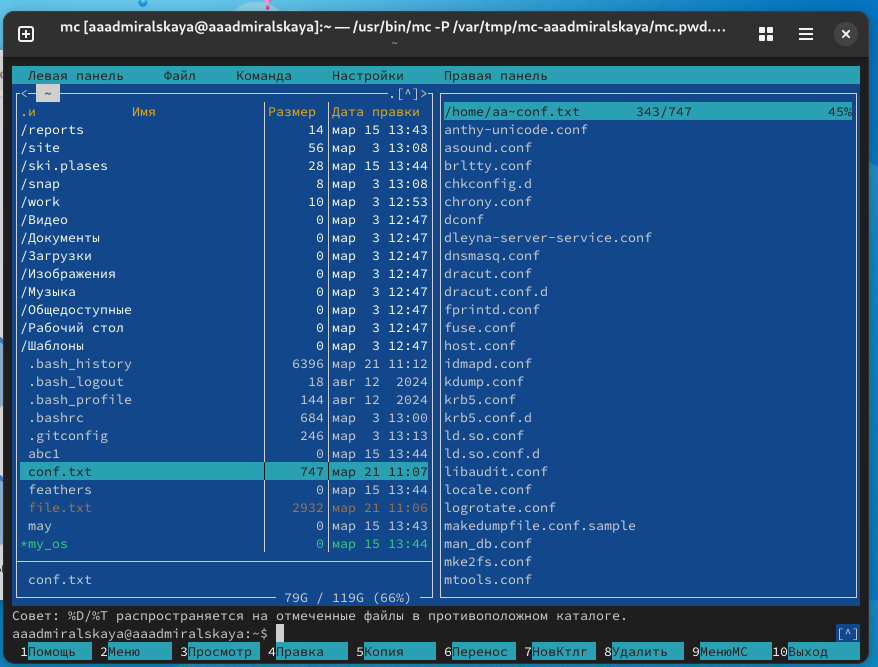 mc [aaadmiralskaya@aaadmiralskaya]:~ — /usr/bin/mc -P /var/tmp/mc-aaadmiralskaya/mc.pwd.…
~
Левая панель Файл Команда Настройки Правая панель
<─ ~ .[^]>
.и Имя Размер Дата правки
/reports 14 мар 15 13:43
/site 56 мар 3 13:08
/ski.plases 28 мар 15 13:44
/snap 8 мар 3 13:08
/work 10 мар 3 12:53
/Видео 0 мар 3 12:47
/Документы 0 мар 3 12:47
/Загрузки 0 мар 3 12:47
/Изображения 0 мар 3 12:47
/Музыка 0 мар 3 12:47
/Общедоступные 0 мар 3 12:47
/Рабочий стол 0 мар 3 12:47
/Шаблоны 0 мар 3 12:47
.bash_history 6396 мар 21 11:12
.bash_logout 18 авг 12 2024
.bash_profile 144 авг 12 2024
.bashrc 684 мар 3 13:00
.gitconfig 246 мар 3 13:13
abc1 0 мар 15 13:44
conf.txt 747 мар 21 11:07
feathers 0 мар 15 13:44
file.txt 2932 мар 21 11:06
may 0 мар 15 13:43
*my_os 0 мар 15 13:44
conf.txt
79G / 119G (66%)
/home/aa~conf.txt 343/747 45%
anthy-unicode.conf
asound.conf
brltty.conf
chkconfig.d
chrony.conf
dconf
dleyna-server-service.conf
dnsmasq.conf
dracut.conf
dracut.conf.d
fprintd.conf
fuse.conf
host.conf
idmapd.conf
kdump.conf
krb5.conf
krb5.conf.d
ld.so.conf
ld.so.conf.d
libaudit.conf
locale.conf
logrotate.conf
makedumpfile.conf.sample
man_db.conf
mke2fs.conf
mtools.conf
Совет: %D/%T распространяется на отмеченные файлы в противоположном каталоге.
aaadmiralskaya@aaadmiralskaya:~$ [^]
1Помощь 2Меню 3Просмотр 4Правка 5Копия 6Перенос 7НовКтлг 8Удалить 9МенюМС 10Выход